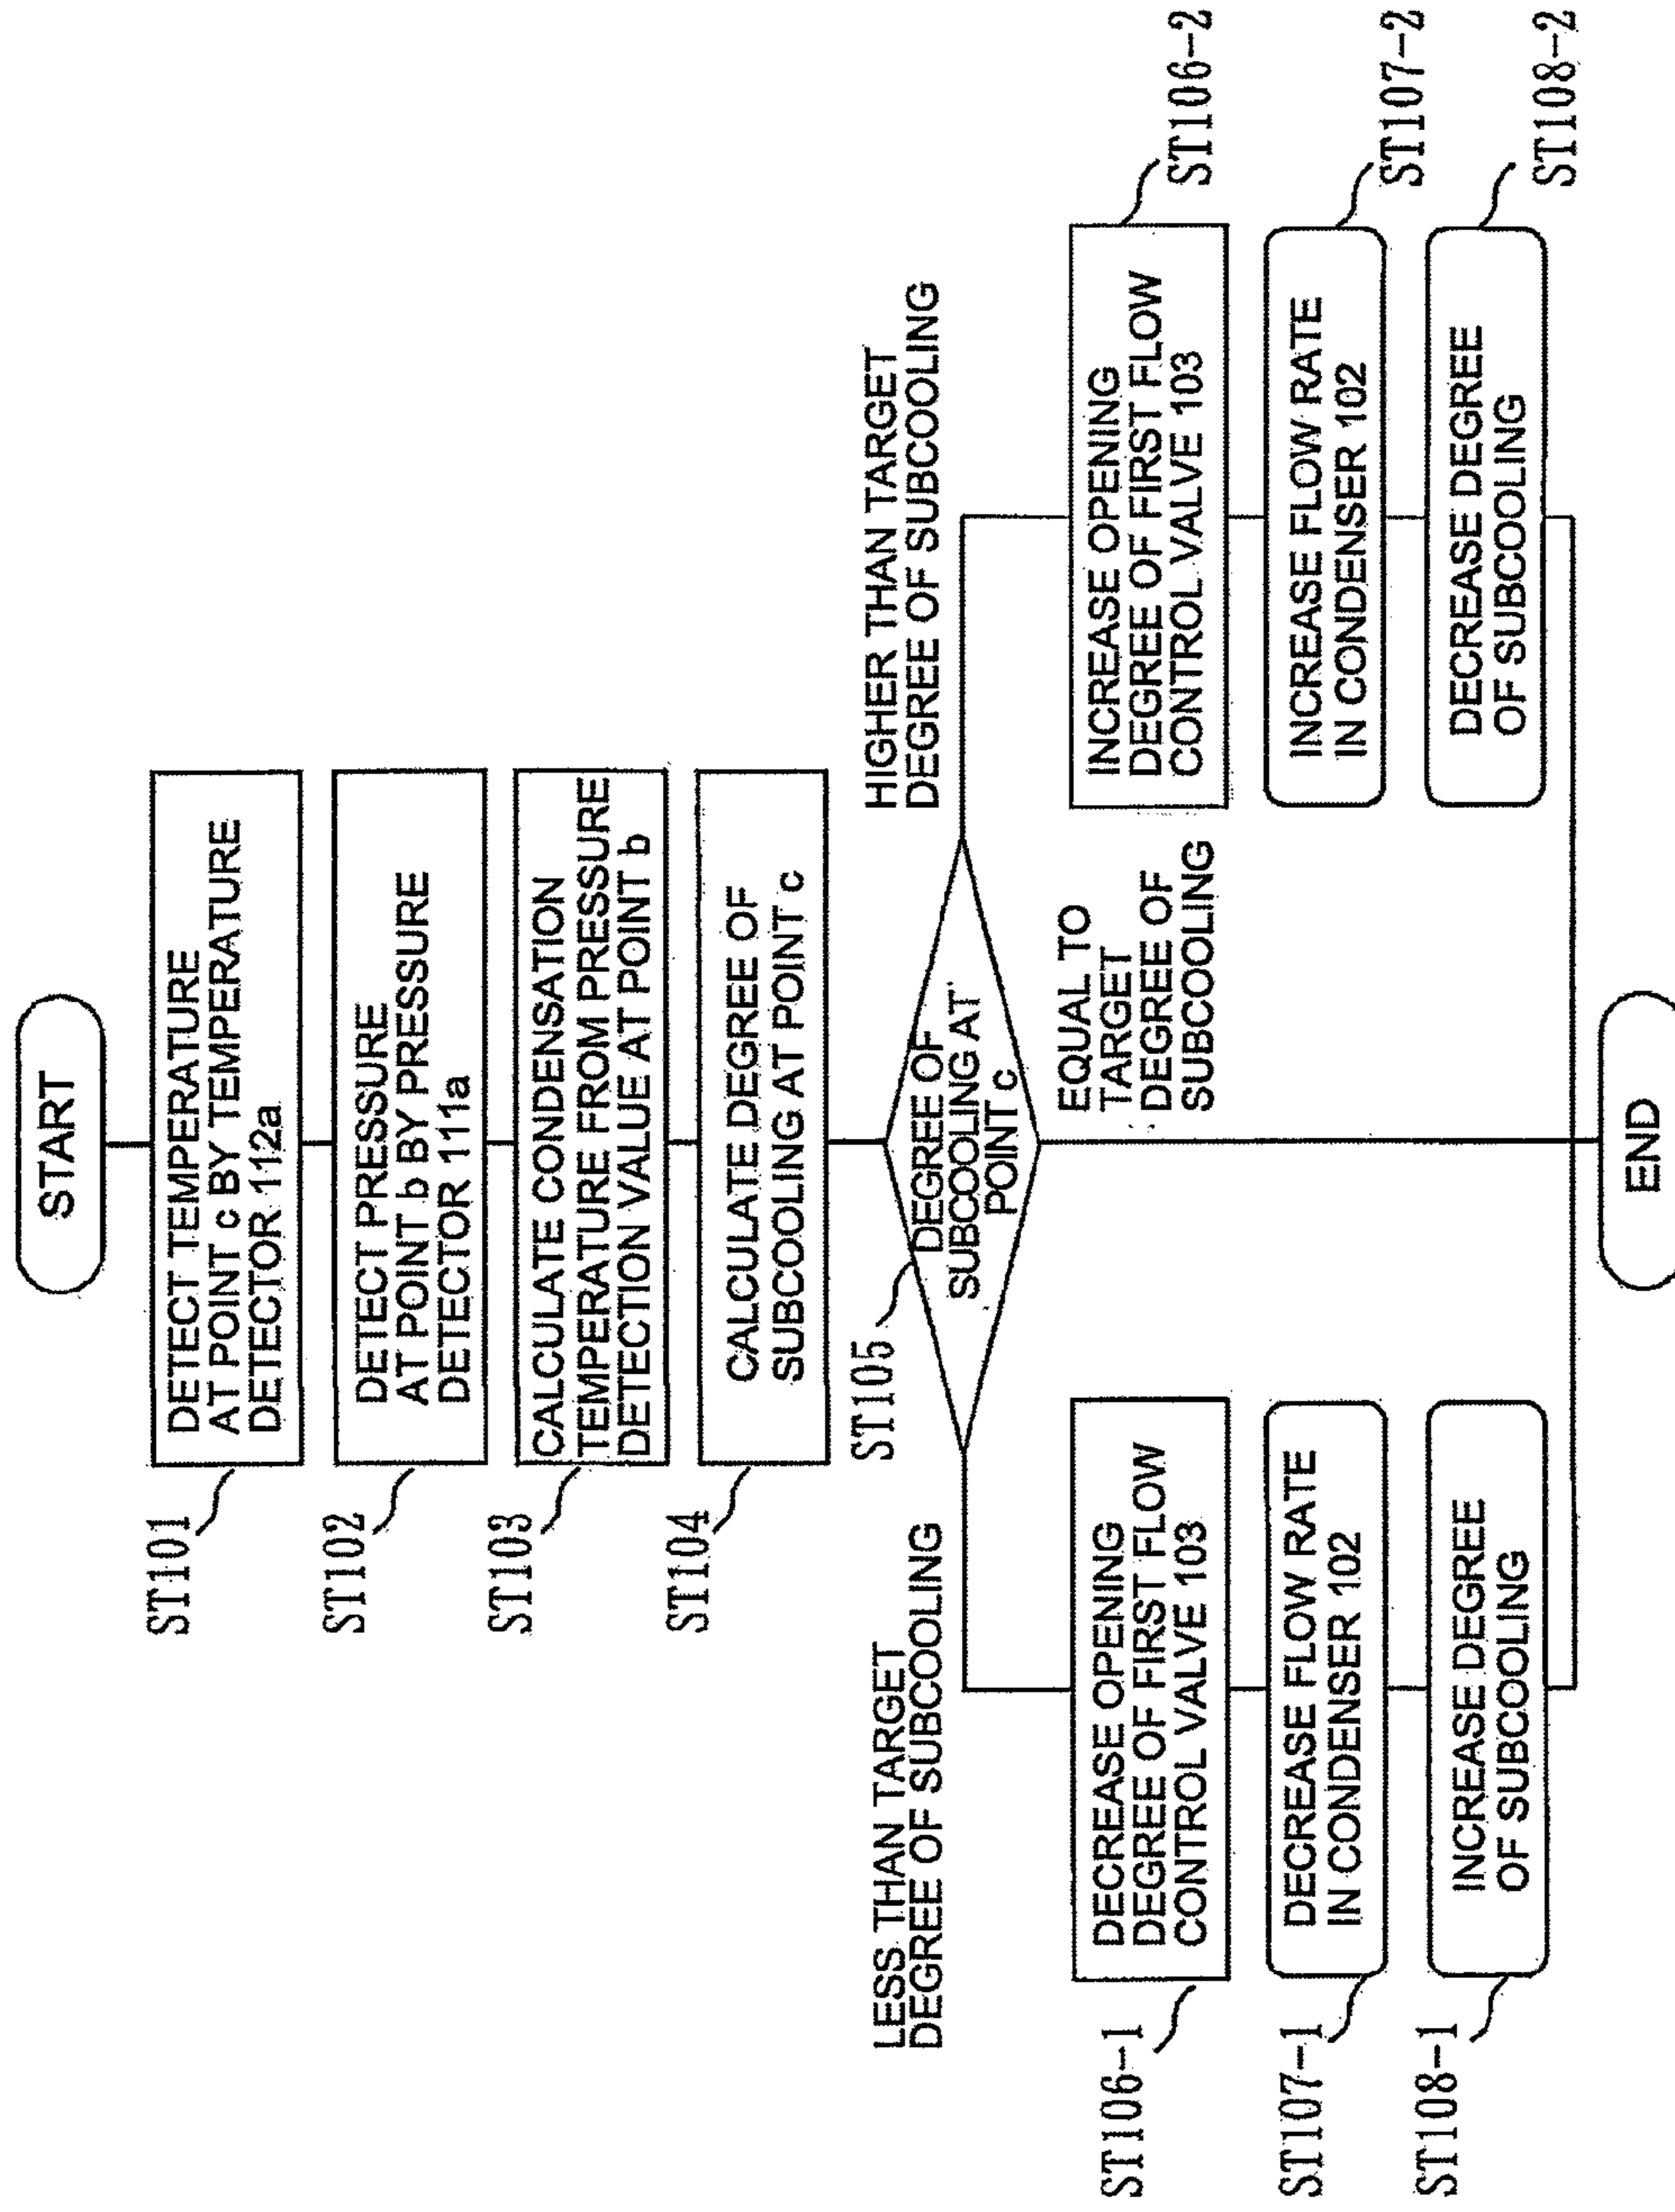 START
ST101
DETECT TEMPERATURE
AT POINT c BY TEMPERATURE
DETECTOR 112a
ST102
DETECT PRESSURE
AT POINT b BY PRESSURE
DETECTOR 111a
ST103
CALCULATE CONDENSATION
TEMPERATURE FROM PRESSURE
DETECTION VALUE AT POINT b
ST104
CALCULATE DEGREE OF
SUBCOOLING AT POINT c
ST105
DEGREE OF
SUBCOOLING AT
POINT c
LESS THAN TARGET
DEGREE OF SUBCOOLING
HIGHER THAN TARGET
DEGREE OF SUBCOOLING
EQUAL TO
TARGET
DEGREE OF
SUBCOOLING
ST106-1
DECREASE OPENING
DEGREE OF FIRST FLOW
CONTROL VALVE 103
ST107-1
DECREASE FLOW RATE
IN CONDENSER 102
ST108-1
INCREASE DEGREE
OF SUBCOOLING
INCREASE OPENING
DEGREE OF FIRST FLOW
CONTROL VALVE 103
ST106-2
INCREASE FLOW RATE
IN CONDENSER 102
ST107-2
DECREASE DEGREE
OF SUBCOOLING
ST108-2
END